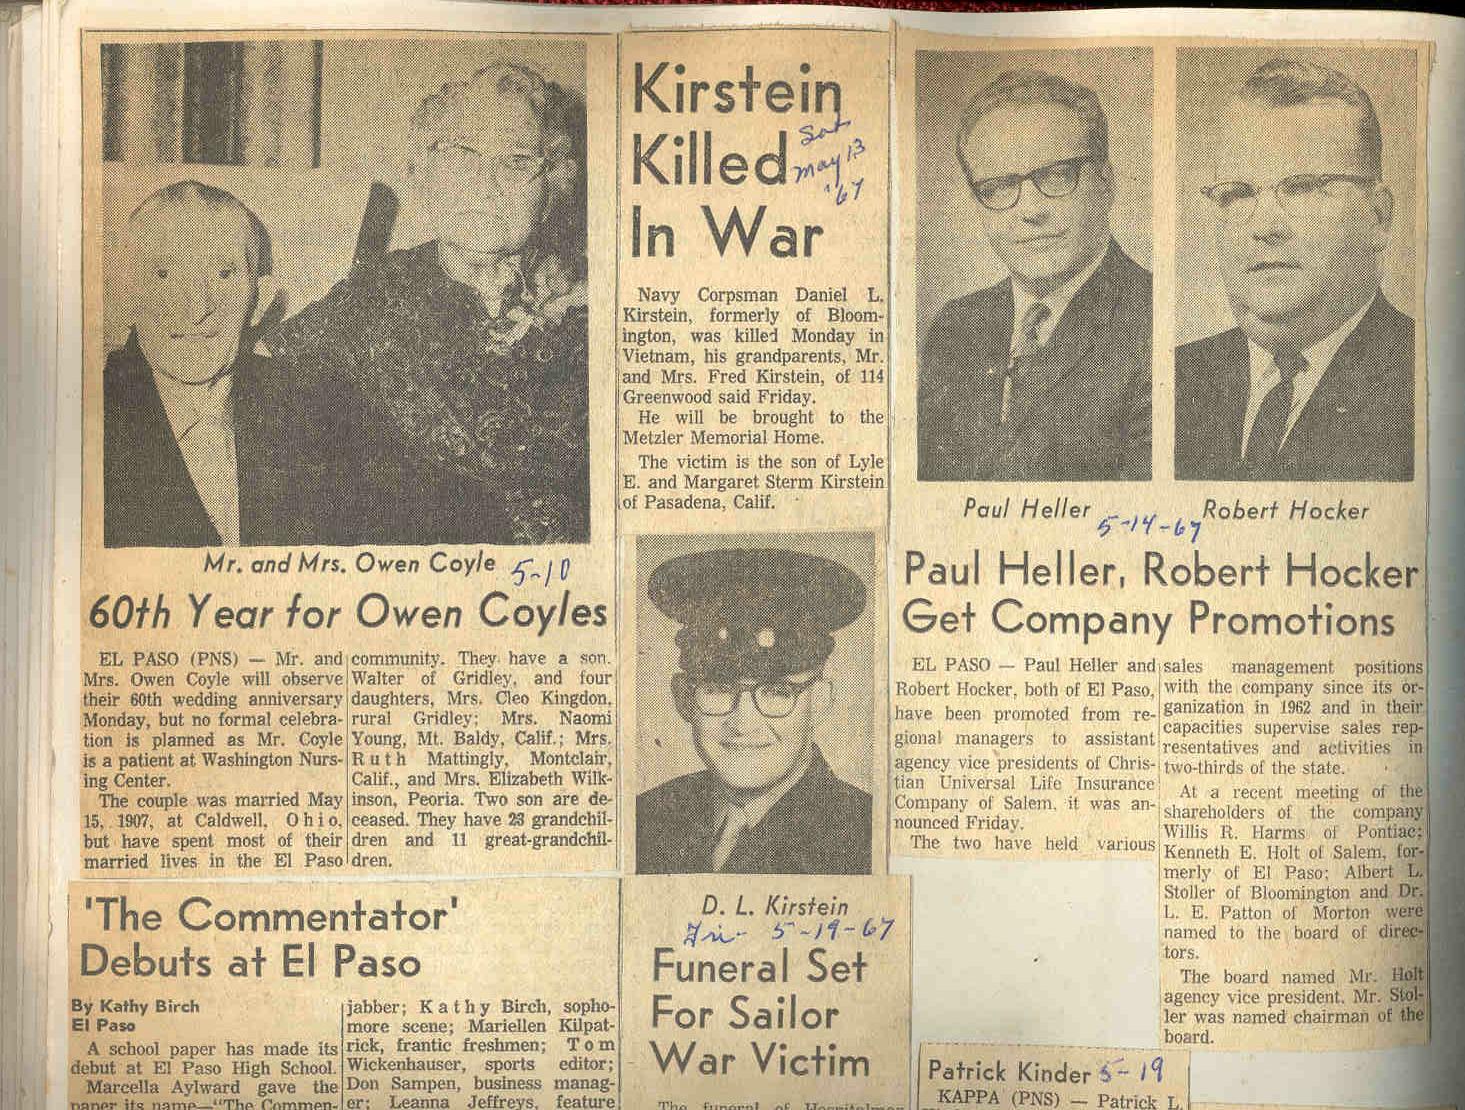 Mr. and Mrs. Owen Coyle 5-10
60th Year for Owen Coyles
EL PASO (PNS) — Mr. and
Mrs. Owen Coyle will observe
their 60th wedding anniversary
Monday, but no formal celebra-
tion is planned as Mr. Coyle
is a patient at Washington Nurs-
ing Center.
The couple was married May
15, 1907, at Caldwell, Ohio,
but have spent most of their
married lives in the El Paso
community. They have a son.
Walter of Gridley, and four
daughters, Mrs. Cleo Kingdon,
rural Gridley; Mrs. Naomi
Young, Mt. Baldy, Calif.; Mrs.
Ruth Mattingly, Montclair,
Calif., and Mrs. Elizabeth Wilk-
inson, Peoria. Two son are de-
ceased. They have 23 grandchil-
dren and 11 great-grandchil-
dren.
'The Commentator'
Debuts at El Paso
By Kathy Birch
El Paso
A school paper has made its
debut at El Paso High School.
Marcella Aylward gave the
paper its name—"The Commen-
jabber; Kathy Birch, sopho-
more scene; Mariellen Kilpat-
rick, frantic freshmen; Tom
Wickenhauser, sports editor;
Don Sampen, business manag-
er; Leanna Jeffreys, feature
Kirstein
Killed
In War
Sat
May 13
'67
Navy Corpsman Daniel L.
Kirstein, formerly of Bloom-
ington, was killed Monday in
Vietnam, his grandparents, Mr.
and Mrs. Fred Kirstein, of 114
Greenwood said Friday.
He will be brought to the
Metzler Memorial Home.
The victim is the son of Lyle
E. and Margaret Sterm Kirstein
of Pasadena, Calif.
D. L. Kirstein
Fri- 5-19-67
Funeral Set
For Sailor
War Victim
The funeral of Hospitalman
Paul Heller
Robert Hocker
5-14-67
Paul Heller, Robert Hocker
Get Company Promotions
EL PASO — Paul Heller and
Robert Hocker, both of El Paso,
have been promoted from re-
gional managers to assistant
agency vice presidents of Chris-
tian Universal Life Insurance
Company of Salem, it was an-
nounced Friday.
The two have held various
sales management positions
with the company since its or-
ganization in 1962 and in their
capacities supervise sales rep-
resentatives and activities in
two-thirds of the state.
At a recent meeting of the
shareholders of the company
Willis R. Harms of Pontiac;
Kenneth E. Holt of Salem, for-
merly of El Paso; Albert L.
Stoller of Bloomington and Dr.
L. E. Patton of Morton were
named to the board of direc-
tors.
The board named Mr. Holt
agency vice president. Mr. Stol-
ler was named chairman of the
board.
Patrick Kinder 5-19
KAPPA (PNS) — Patrick L.